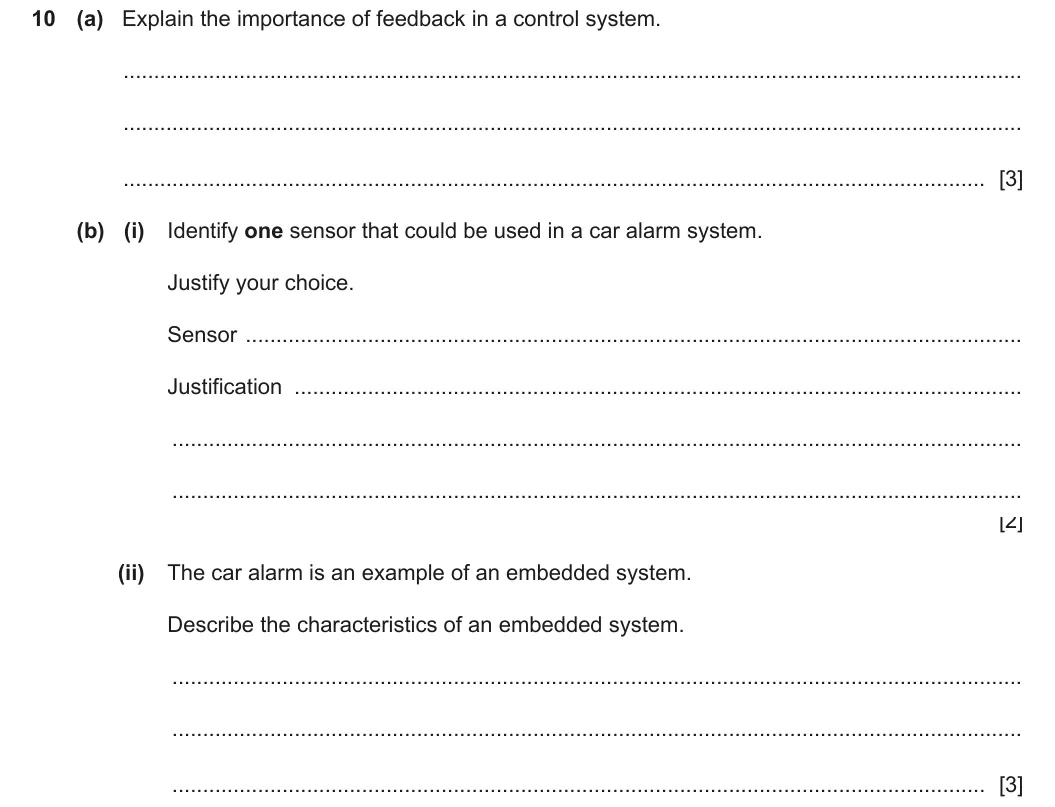 10 (a) Explain the importance of feedback in a control system.
..........................................................................................
..........................................................................................
.......................................................................................... [3]
(b) (i) Identify one sensor that could be used in a car alarm system.
Justify your choice.
Sensor ..........................................................................................
Justification ..........................................................................................
..........................................................................................
..........................................................................................
[2]
(ii) The car alarm is an example of an embedded system.
Describe the characteristics of an embedded system.
..........................................................................................
..........................................................................................
.......................................................................................... [3]